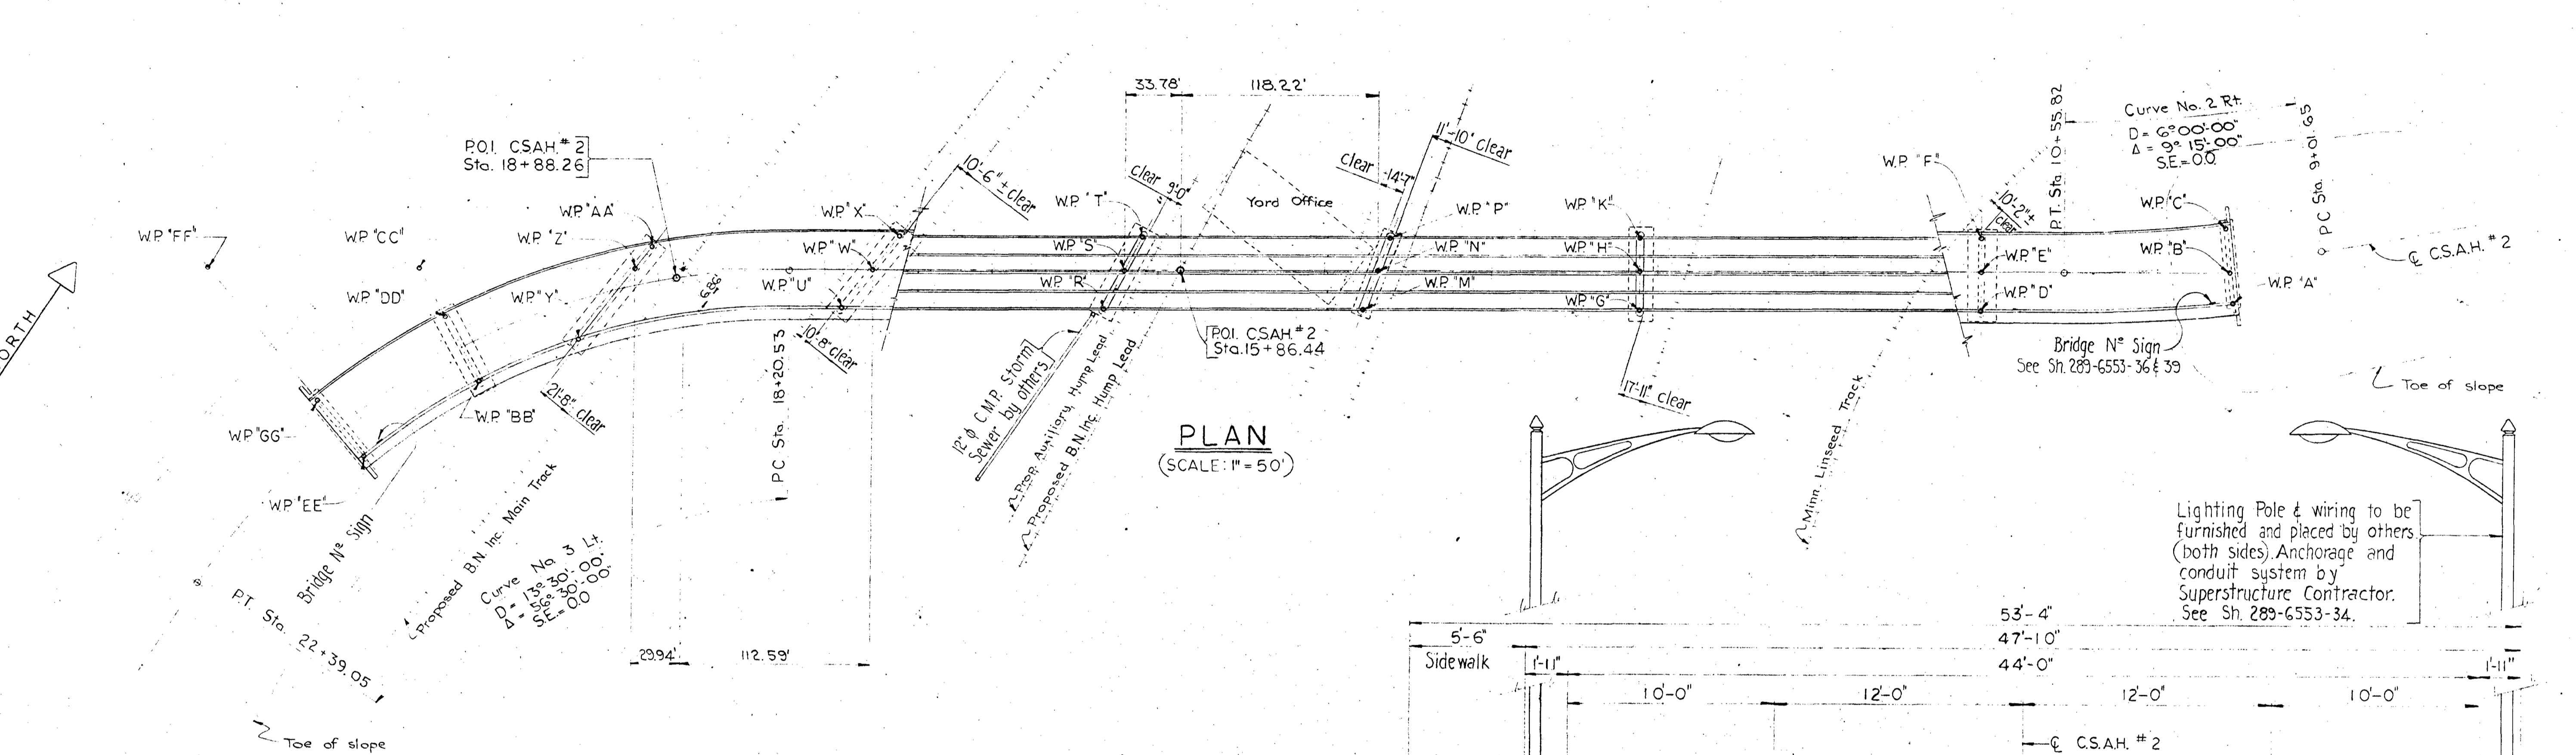 33.78'
118.22'
P.O.I. C.S.A.H. #2
Sta. 18+88.26
10'-6"± clear
Clear 9'-0"
Clear
14'-7"
11'-10" clear
Yard Office
W.P. "F"
10'-2"±
clear
P.T. Sta. 10+55.82
Curve No. 2 Rt.
D = 6°00'-00"
Δ = 9°15'-00"
S.E. = 0.0
P.C. Sta. 9+01.65
℄ C.S.A.H. #2
W.P. "FF"
W.P. "CC"
W.P. "AA"
W.P. "Z"
W.P. "X"
W.P. "W"
W.P. "T"
W.P. "S"
W.P. "R"
W.P. "P"
W.P. "N"
W.P. "M"
W.P. "K"
W.P. "H"
W.P. "G"
W.P. "E"
W.P. "D"
W.P. "C"
W.P. "B"
W.P. "A"
W.P. "DD"
W.P. "Y"
6.86'
W.P. "U"
NORTH
W.P. "GG"
W.P. "BB"
W.P. "EE"
21'-8" clear
10'-8" clear
PC Sta. 18+20.53
12" ϕ C.M.P. Storm
Sewer by others
Prop. Auxiliary, Hump Lead
Proposed B.N. Inc. Hump Lead
P.O.I. C.S.A.H. #2
Sta. 15+86.44
17'-11" clear
Minn. Linseed Track
Bridge Nº Sign
See Sh. 289-6553-36 & 39
Toe of slope
PLAN
(SCALE: 1" = 50')
Bridge Nº Sign
Proposed B.N. Inc. Main Track
Curve No. 3 Lt.
D = 13°30'-00"
Δ = 56°30'-00"
S.E. = 0.0
P.T. Sta. 22+39.05
29.94'
112.59'
Toe of slope
Lighting Pole & wiring to be
furnished and placed by others
(both sides). Anchorage and
conduit system by
Superstructure Contractor.
See Sh. 289-6553-34.
53'-4"
5'-6"
47'-10"
Sidewalk
1'-11"
44'-0"
1'-11"
10'-0"
12'-0"
12'-0"
10'-0"
℄ C.S.A.H. #2